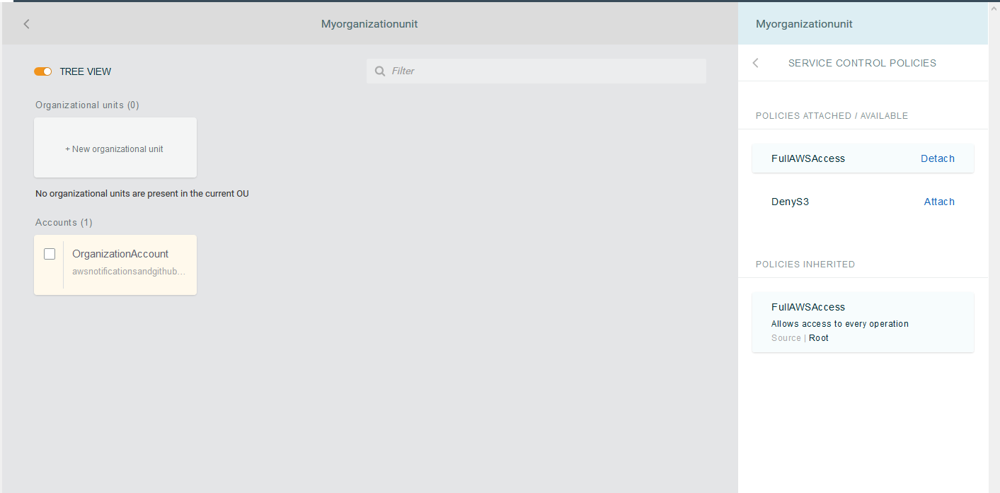 Myorganizationunit
TREE VIEW
Filter
Organizational units (0)
+ New organizational unit
No organizational units are present in the current OU
Accounts (1)
OrganizationAccount
awsnotificationsandgithub...
Myorganizationunit
SERVICE CONTROL POLICIES
POLICIES ATTACHED / AVAILABLE
FullAWSAccess Detach
DenyS3 Attach
POLICIES INHERITED
FullAWSAccess
Allows access to every operation
Source | Root